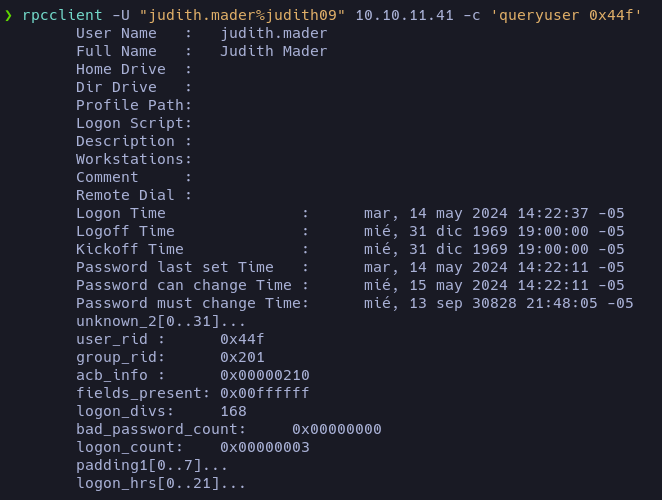 ❯ rpcclient -U "judith.mader%judith09" 10.10.11.41 -c 'queryuser 0x44f'
User Name   :   judith.mader
Full Name   :   Judith Mader
Home Drive  :
Dir Drive   :
Profile Path:
Logon Script:
Description :
Workstations:
Comment     :
Remote Dial :
Logon Time               :      mar, 14 may 2024 14:22:37 -05
Logoff Time              :      mié, 31 dic 1969 19:00:00 -05
Kickoff Time             :      mié, 31 dic 1969 19:00:00 -05
Password last set Time   :      mar, 14 may 2024 14:22:11 -05
Password can change Time :      mié, 15 may 2024 14:22:11 -05
Password must change Time:      mié, 13 sep 30828 21:48:05 -05
unknown_2[0..31]...
user_rid :      0x44f
group_rid:      0x201
acb_info :      0x00000210
fields_present: 0x00ffffff
logon_divs:     168
bad_password_count:     0x00000000
logon_count:    0x00000003
padding1[0..7]...
logon_hrs[0..21]...